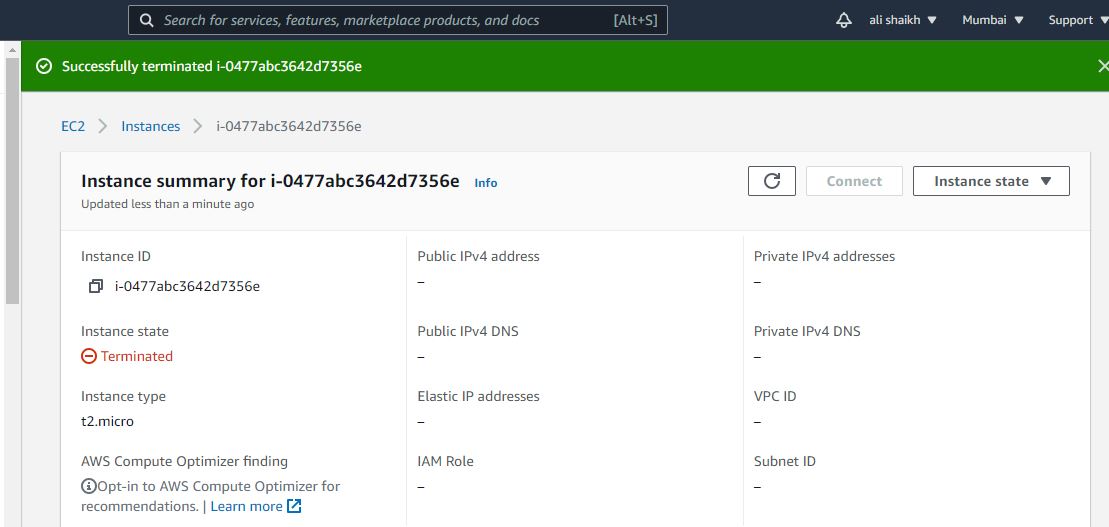 Search for services, features, marketplace products, and docs [Alt+S] ali shaikh Mumbai Support
Successfully terminated i-0477abc3642d7356e
EC2 Instances i-0477abc3642d7356e
Instance summary for i-0477abc3642d7356e Info
Updated less than a minute ago
Connect Instance state
Instance ID Public IPv4 address Private IPv4 addresses
i-0477abc3642d7356e – –
Instance state Public IPv4 DNS Private IPv4 DNS
Terminated – –
Instance type Elastic IP addresses VPC ID
t2.micro – –
AWS Compute Optimizer finding IAM Role Subnet ID
Opt-in to AWS Compute Optimizer for – –
recommendations. | Learn more